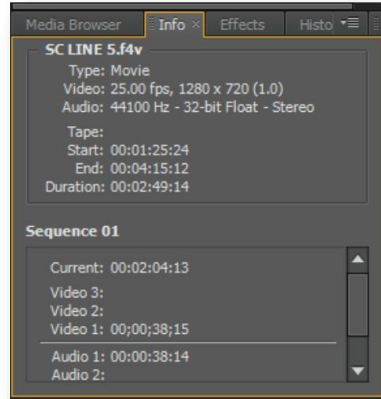 Media Browser Info × Effects Histo
SC LINE 5.f4v
Type: Movie
Video: 25.00 fps, 1280 x 720 (1.0)
Audio: 44100 Hz - 32-bit Float - Stereo
Tape:
Start: 00:01:25:24
End: 00:04:15:12
Duration: 00:02:49:14
Sequence 01
Current: 00:02:04:13
Video 3:
Video 2:
Video 1: 00;00;38;15
Audio 1: 00:00:38:14
Audio 2: